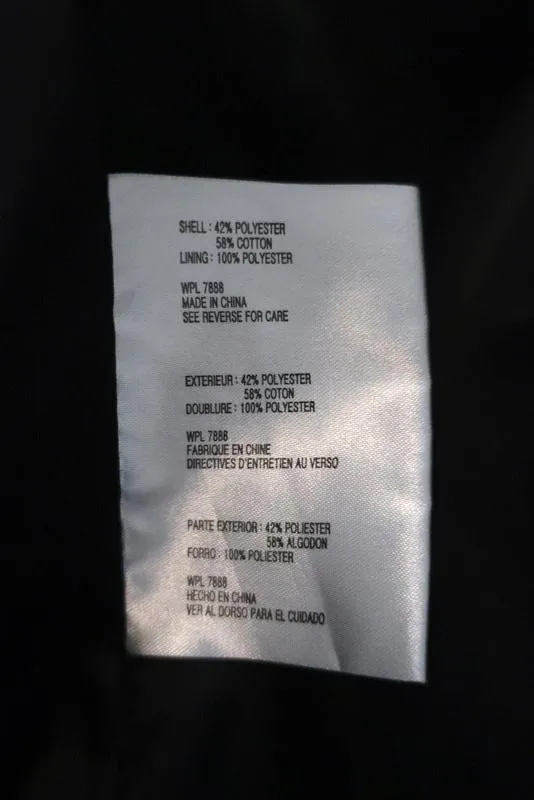 SHELL : 42% POLYESTER
58% COTTON
LINING : 100% POLYESTER
WPL 7888
MADE IN CHINA
SEE REVERSE FOR CARE
EXTERIEUR : 42% POLYESTER
58% COTON
DOUBLURE : 100% POLYESTER
WPL 7888
FABRIQUE EN CHINE
DIRECTIVES D'ENTRETIEN AU VERSO
PARTE EXTERIOR : 42% POLIESTER
58% ALGODON
FORRO : 100% POLIESTER
WPL 7888
HECHO EN CHINA
VER AL DORSO PARA EL CUIDADO